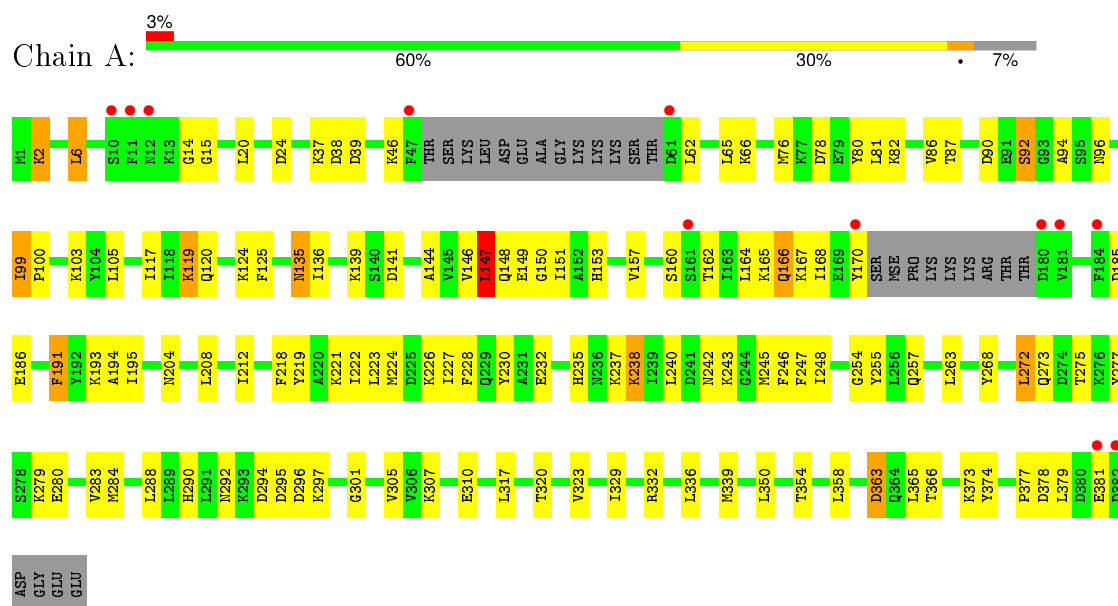 3%
Chain A:
60% 30% • 7%
M1 K2 L6 S10 F11 N12 K13 G14 G15 L20 D24 K37 D38 D39 K46 F47 THR SER LYS LEU ASP GLU ALA GLY LYS LYS LYS SER THR D61 L62 L65 K66 M76 K77 D78 E79 Y80 L81 K82 V86 T87 D90 E91 S92 G93 A94 S95 N96
I99 P100 K103 Y104 L105 I117 I118 K119 Q120 K124 F125 N135 I136 K139 S140 D141 A144 V145 V146 L147 Q148 E149 G150 I151 A152 H153 V157 S160 S161 T162 I163 L164 K165 Q166 K167 I168 E169 Y170 SER MSE PRO LYS LYS LYS ARG THR THR D180 V181 F184 D185
E186 F191 Y192 K193 A194 I195 N204 L208 I212 F218 Y219 A220 K221 I222 L223 M224 D225 K226 I227 F228 Q229 Y230 A231 E232 H235 N236 K237 K238 I239 L240 D241 N242 K243 G244 M245 F246 F247 I248 G254 Y255 L256 Q257 L263 Y268 L272 Q273 D274 T275 K276
S278 K279 E280 V283 M284 L288 L289 H290 L291 N292 K293 D294 D295 D296 K297 G301 V305 V306 K307 E310 L317 T320 V323 I329 R332 L336 M339 L350 T354 L358 D363 Q364 L365 T366 K373 Y374 P377 D378 L379 D380 E381
ASP GLY GLU GLU